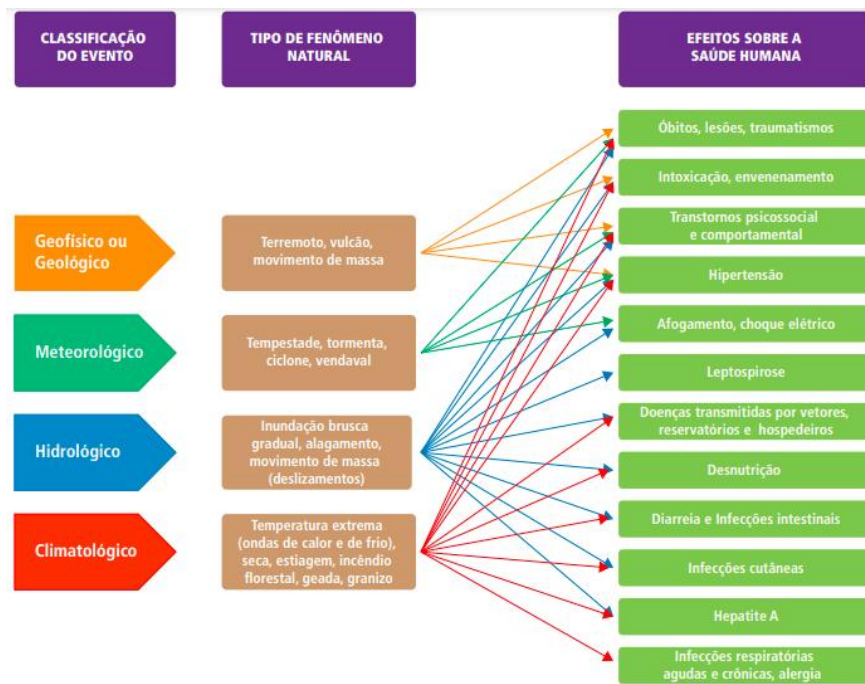 CLASSIFICAÇÃO
DO EVENTO
TIPO DE FENÔMENO
NATURAL
EFEITOS SOBRE A
SAÚDE HUMANA
Geofísico ou
Geológico
Terremoto, vulcão,
movimento de massa
Meteorológico
Tempestade, tormenta,
ciclone, vendaval
Hidrológico
Inundação brusca
gradual, alagamento,
movimento de massa
(deslizamentos)
Climatológico
Temperatura extrema
(ondas de calor e de frio),
seca, estiagem, incêndio
florestal, geada, granizo
Óbitos, lesões, traumatismos
Intoxicação, envenenamento
Transtornos psicossocial
e comportamental
Hipertensão
Afogamento, choque elétrico
Leptospirose
Doenças transmitidas por vetores,
reservatórios e hospedeiros
Desnutrição
Diarreia e Infecções intestinais
Infecções cutâneas
Hepatite A
Infecções respiratórias
agudas e crônicas, alergia